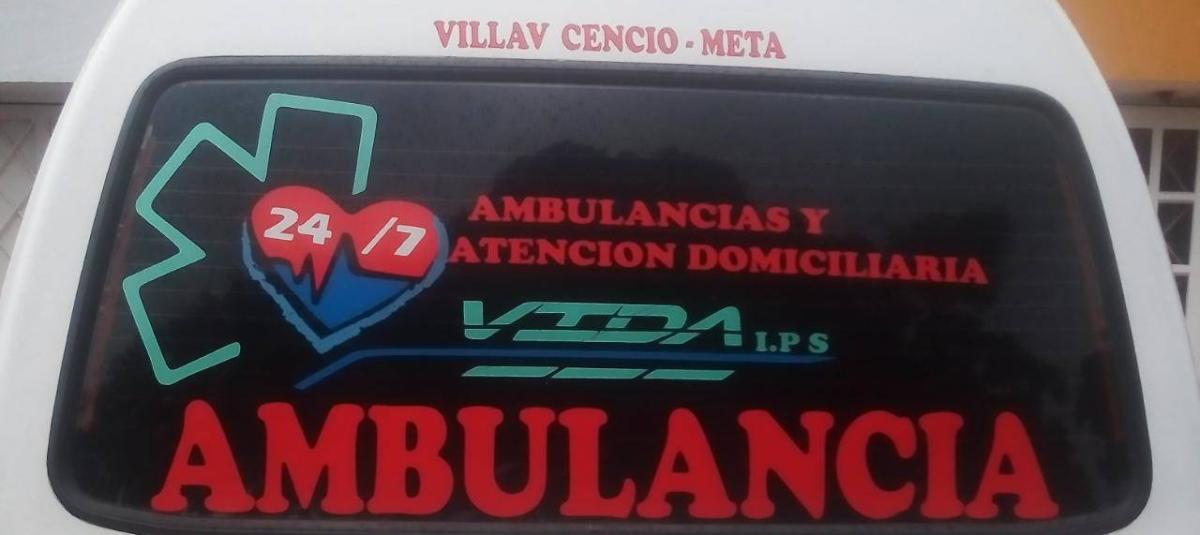 VILLAV CENCIO - META
24/7
AMBULANCIAS Y
ATENCION DOMICILIARIA
VIDA I.P S
AMBULANCIA